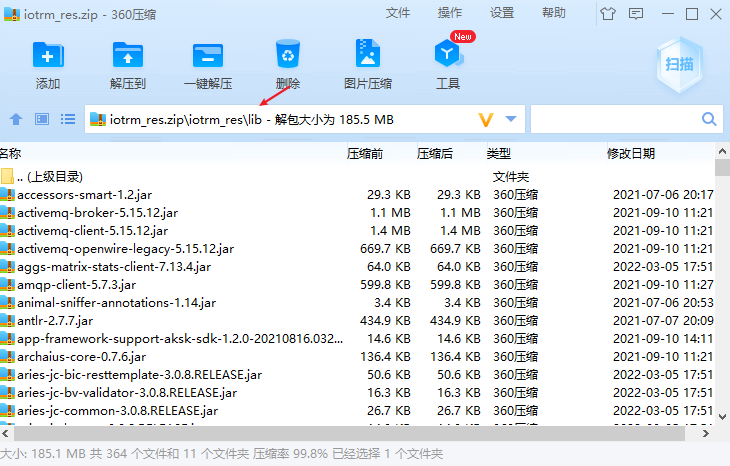 iotrm_res.zip - 360压缩 文件 操作 设置 帮助
New
添加 解压到 一键解压 删除 图片压缩 工具 扫描
iotrm_res.zip\iotrm_res\lib - 解包大小为 185.5 MB
名称 压缩前 压缩后 类型 修改日期
.. (上级目录) 文件夹
accessors-smart-1.2.jar 29.3 KB 29.3 KB 360压缩 2021-07-06 20:17
activemq-broker-5.15.12.jar 1.1 MB 1.1 MB 360压缩 2021-09-10 11:21
activemq-client-5.15.12.jar 1.4 MB 1.4 MB 360压缩 2021-09-10 11:21
activemq-openwire-legacy-5.15.12.jar 669.7 KB 669.7 KB 360压缩 2021-09-10 11:21
aggs-matrix-stats-client-7.13.4.jar 64.0 KB 64.0 KB 360压缩 2022-03-05 17:51
amqp-client-5.7.3.jar 599.8 KB 599.8 KB 360压缩 2021-09-10 11:27
animal-sniffer-annotations-1.14.jar 3.4 KB 3.4 KB 360压缩 2021-07-06 20:53
antlr-2.7.7.jar 434.9 KB 434.9 KB 360压缩 2021-07-07 20:09
app-framework-support-aksk-sdk-1.2.0-20210816.032... 14.6 KB 14.6 KB 360压缩 2021-09-10 14:11
archaius-core-0.7.6.jar 136.4 KB 136.4 KB 360压缩 2021-09-10 11:21
aries-jc-bic-resttemplate-3.0.8.RELEASE.jar 50.6 KB 50.6 KB 360压缩 2022-03-05 17:51
aries-jc-bv-validator-3.0.8.RELEASE.jar 16.3 KB 16.3 KB 360压缩 2022-03-05 17:51
aries-jc-common-3.0.8.RELEASE.jar 26.7 KB 26.7 KB 360压缩 2022-03-05 17:51
大小: 185.1 MB 共 364 个文件和 11 个文件夹 压缩率 99.8% 已经选择 1 个文件夹